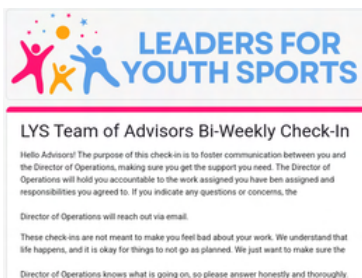 LEADERS FOR
YOUTH SPORTS
LYS Team of Advisors Bi-Weekly Check-In
Hello Advisors! The purpose of this check-in is to foster communication between you and
the Director of Operations, making sure you get the support you need. The Director of
Operations will hold you accountable to the work assigned you have ben assigned and
responsibilities you agreed to. If you indicate any questions or concerns, the
Director of Operations will reach out via email.
These check-ins are not meant to make you feel bad about your work. We understand that
life happens, and it is okay for things to not go as planned. We just want to make sure the
Director of Operations knows what is going on, so please answer honestly and thoroughly.